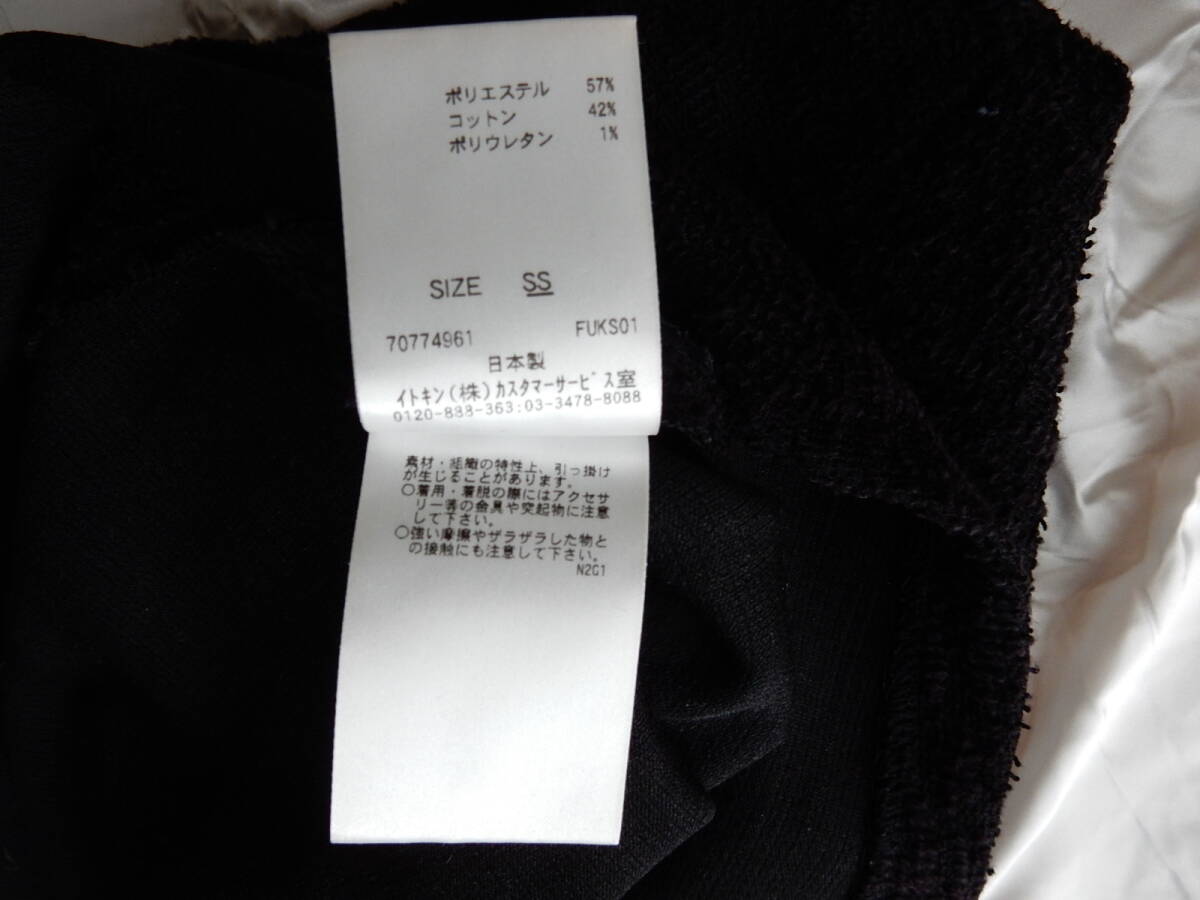 ポリエステル 57%
コットン 42%
ポリウレタン 1%
SIZE SS
70774961 FUKS01
日本製
イトキン(株)カスタマーサービス室
0120-888-363:03-3478-8088
素材・組織の特性上、引っ掛け
が生じることがあります。
○着用・着脱の際にはアクセサ
リー等の金具や突起物に注意
して下さい。
○強い摩擦やザラザラした物と
の接触にも注意して下さい。
N2G1